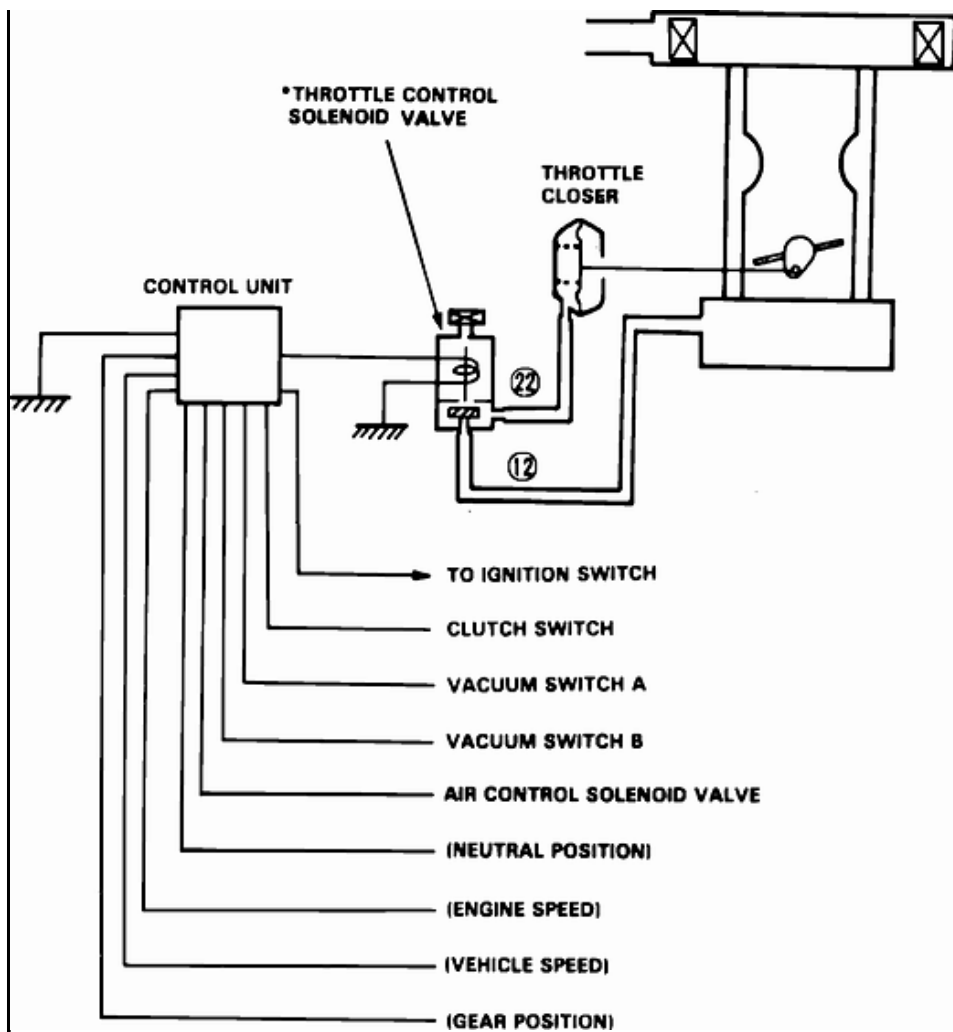 *THROTTLE CONTROL
SOLENOID VALVE
THROTTLE
CLOSER
CONTROL UNIT
22
12
TO IGNITION SWITCH
CLUTCH SWITCH
VACUUM SWITCH A
VACUUM SWITCH B
AIR CONTROL SOLENOID VALVE
(NEUTRAL POSITION)
(ENGINE SPEED)
(VEHICLE SPEED)
(GEAR POSITION)